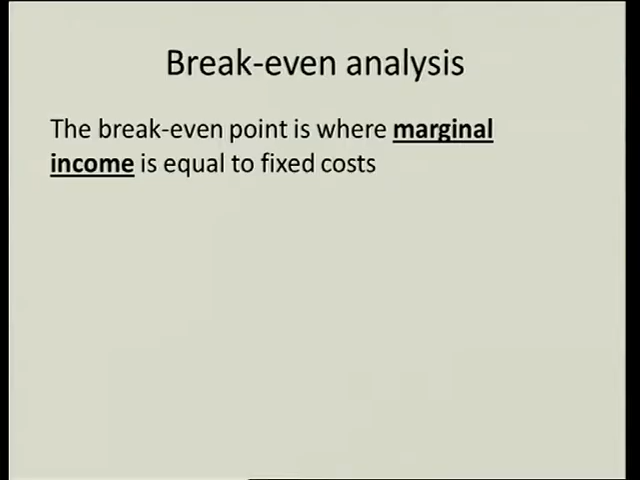 Break-even analysis
The break-even point is where marginal
income is equal to fixed costs